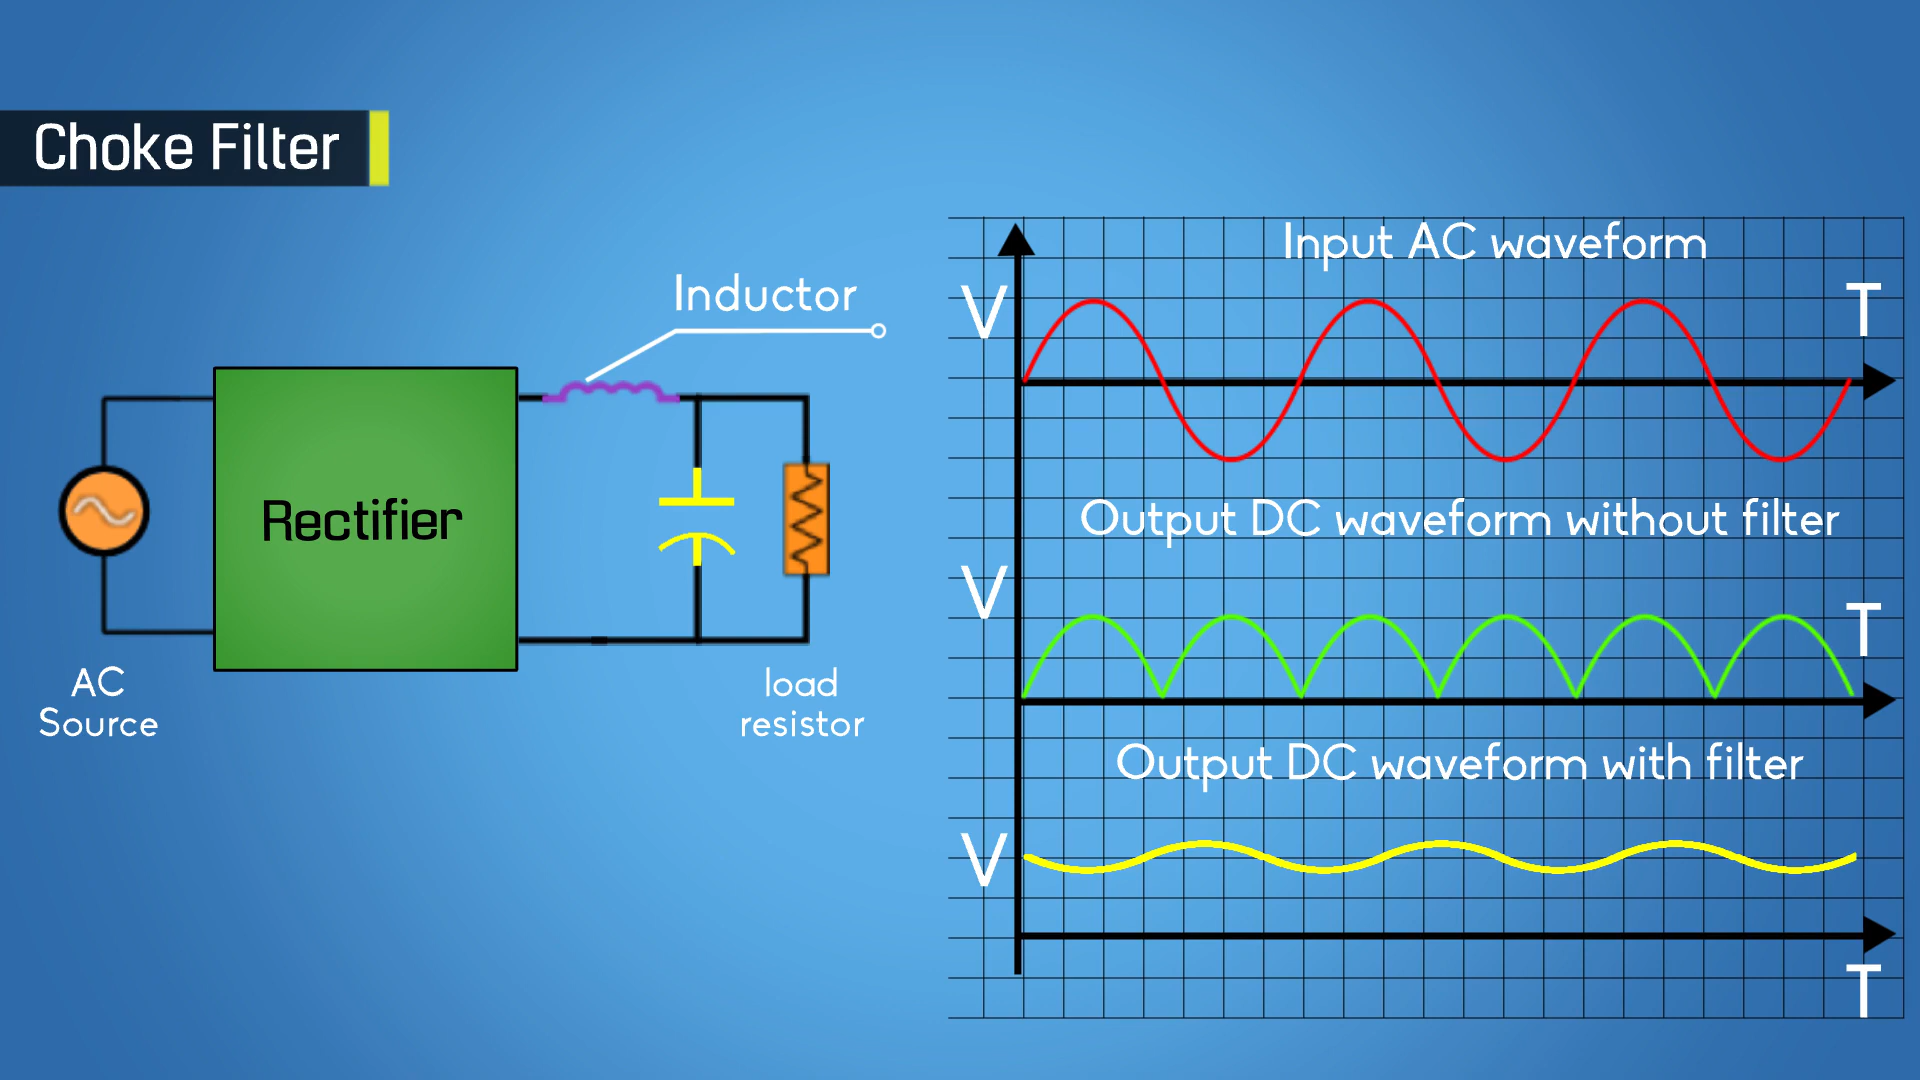 Choke Filter
Inductor
Rectifier
AC
Source
load
resistor
Input AC waveform
V
T
Output DC waveform without filter
V
T
Output DC waveform with filter
V
T